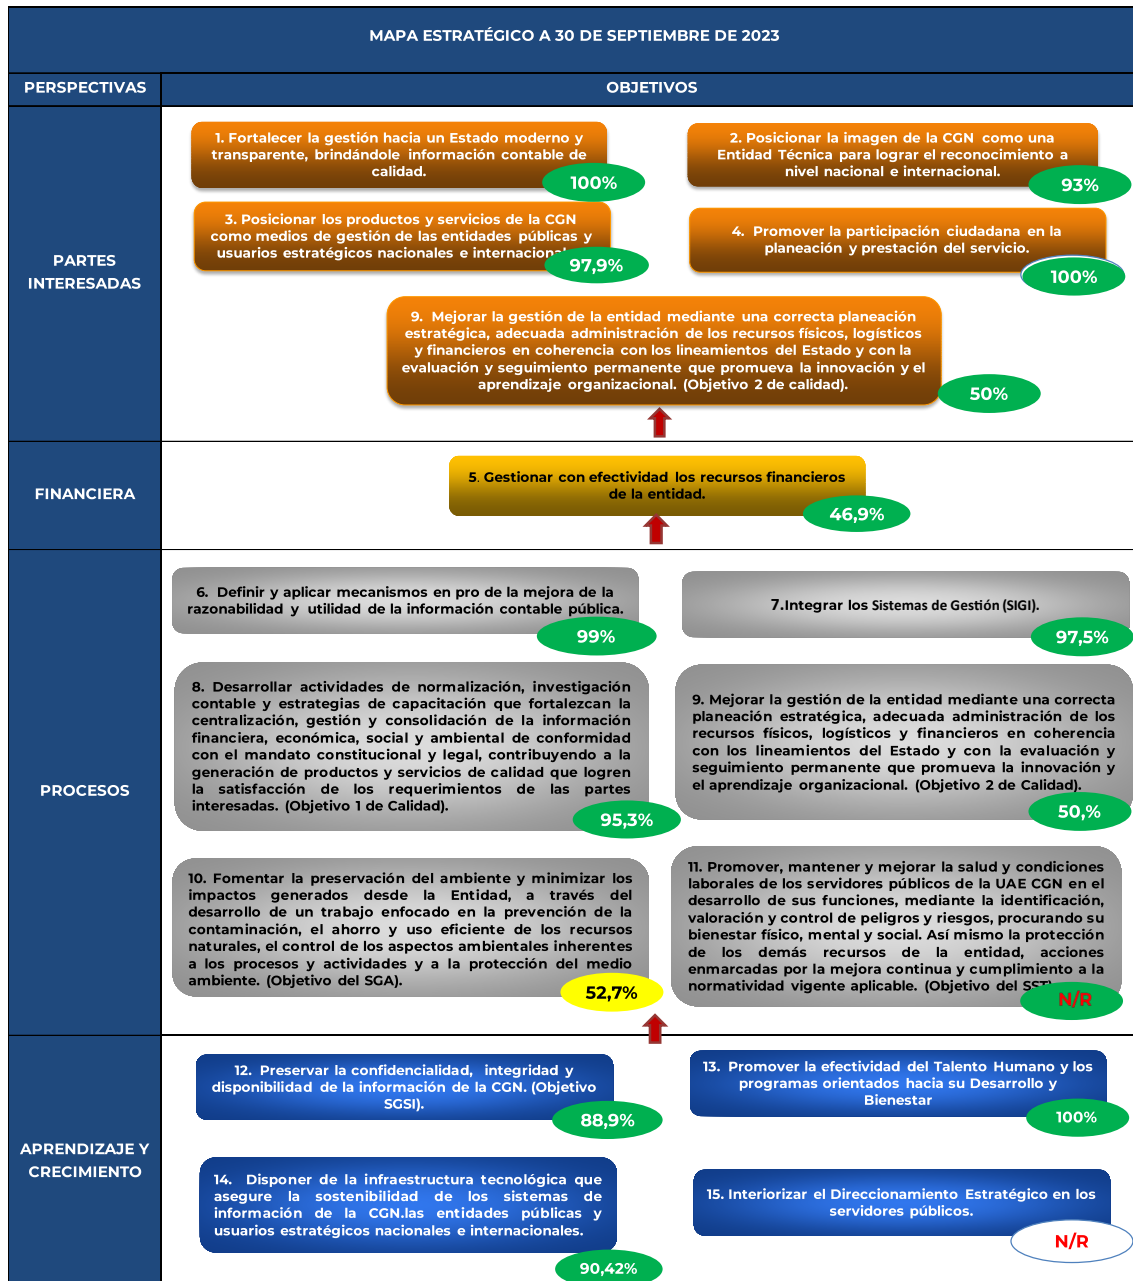 MAPA ESTRATÉGICO A 30 DE SEPTIEMBRE DE 2023
PERSPECTIVAS
OBJETIVOS
PARTES
INTERESADAS
1. Fortalecer la gestión hacia un Estado moderno y
transparente, brindándole información contable de
calidad.
100%
2. Posicionar la imagen de la CGN como una
Entidad Técnica para lograr el reconocimiento a
nivel nacional e internacional.
93%
3. Posicionar los productos y servicios de la CGN
como medios de gestión de las entidades públicas y
usuarios estratégicos nacionales e internacional
97,9%
4. Promover la participación ciudadana en la
planeación y prestación del servicio.
100%
9. Mejorar la gestión de la entidad mediante una correcta planeación
estratégica, adecuada administración de los recursos físicos, logísticos
y financieros en coherencia con los lineamientos del Estado y con la
evaluación y seguimiento permanente que promueva la innovación y el
aprendizaje organizacional. (Objetivo 2 de calidad).
50%
FINANCIERA
5. Gestionar con efectividad los recursos financieros
de la entidad.
46,9%
PROCESOS
6. Definir y aplicar mecanismos en pro de la mejora de la
razonabilidad y utilidad de la información contable pública.
99%
7.Integrar los Sistemas de Gestión (SIGI).
97,5%
8. Desarrollar actividades de normalización, investigación
contable y estrategias de capacitación que fortalezcan la
centralización, gestión y consolidación de la información
financiera, económica, social y ambiental de conformidad
con el mandato constitucional y legal, contribuyendo a la
generación de productos y servicios de calidad que logren
la satisfacción de los requerimientos de las partes
interesadas. (Objetivo 1 de Calidad).
95,3%
9. Mejorar la gestión de la entidad mediante una correcta
planeación estratégica, adecuada administración de los
recursos físicos, logísticos y financieros en coherencia
con los lineamientos del Estado y con la evaluación y
seguimiento permanente que promueva la innovación y
el aprendizaje organizacional. (Objetivo 2 de Calidad).
50,%
10. Fomentar la preservación del ambiente y minimizar los
impactos generados desde la Entidad, a través del
desarrollo de un trabajo enfocado en la prevención de la
contaminación, el ahorro y uso eficiente de los recursos
naturales, el control de los aspectos ambientales inherentes
a los procesos y actividades y a la protección del medio
ambiente. (Objetivo del SGA).
52,7%
11. Promover, mantener y mejorar la salud y condiciones
laborales de los servidores públicos de la UAE CGN en el
desarrollo de sus funciones, mediante la identificación,
valoración y control de peligros y riesgos, procurando su
bienestar físico, mental y social. Así mismo la protección
de los demás recursos de la entidad, acciones
enmarcadas por la mejora continua y cumplimiento a la
normatividad vigente aplicable. (Objetivo del SST)
N/R
APRENDIZAJE Y
CRECIMIENTO
12. Preservar la confidencialidad, integridad y
disponibilidad de la información de la CGN. (Objetivo
SGSI).
88,9%
13. Promover la efectividad del Talento Humano y los
programas orientados hacia su Desarrollo y
Bienestar
100%
14. Disponer de la infraestructura tecnológica que
asegure la sostenibilidad de los sistemas de
información de la CGN.las entidades públicas y
usuarios estratégicos nacionales e internacionales.
90,42%
15. Interiorizar el Direccionamiento Estratégico en los
servidores públicos.
N/R